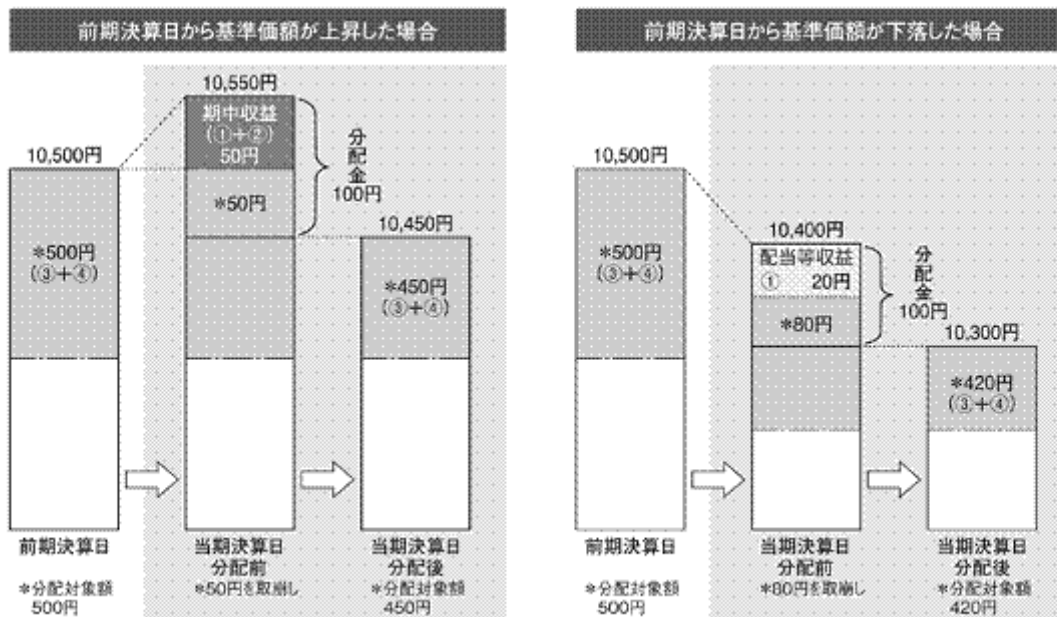 前期決算日から基準価額が上昇した場合
10,550円
期中収益
(①+②)
50円
分配金
100円
10,500円
*50円
10,450円
*500円
(③+④)
*450円
(③+④)
前期決算日
当期決算日
分配前
当期決算日
分配後
*分配対象額
500円
*50円を取崩し
*分配対象額
450円
前期決算日から基準価額が下落した場合
10,500円
10,400円
*500円
(③+④)
配当等収益
① 20円
分配金
100円
*80円
10,300円
*420円
(③+④)
前期決算日
当期決算日
分配前
当期決算日
分配後
*分配対象額
500円
*80円を取崩し
*分配対象額
420円